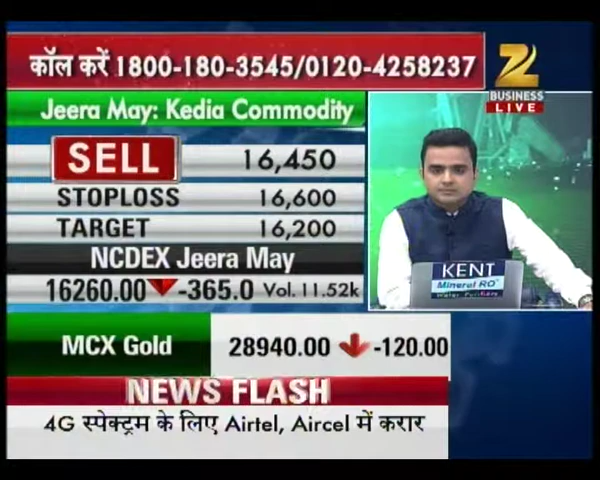 कॉल करें 1800-180-3545/0120-4258237
Z
BUSINESS
LIVE
Jeera May: Kedia Commodity
SELL 16,450
STOPLOSS 16,600
TARGET 16,200
NCDEX Jeera May
16260.00 -365.0 Vol. 11.52k
KENT
Mineral RO
Water Purifiers
MCX Gold 28940.00 -120.00
NEWS FLASH
4G स्पेक्ट्रम के लिए Airtel, Aircel में करार